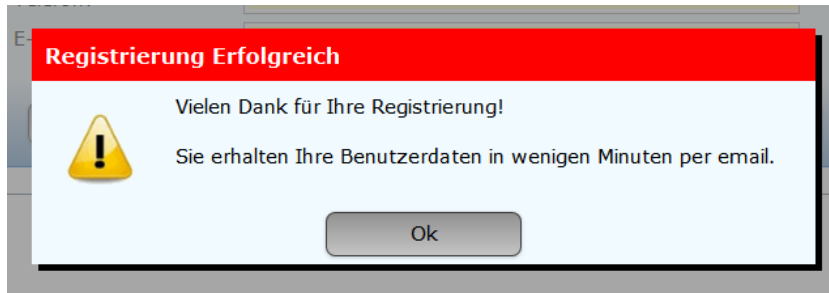 E-
Registrierung Erfolgreich
Vielen Dank für Ihre Registrierung!
Sie erhalten Ihre Benutzerdaten in wenigen Minuten per email.
Ok